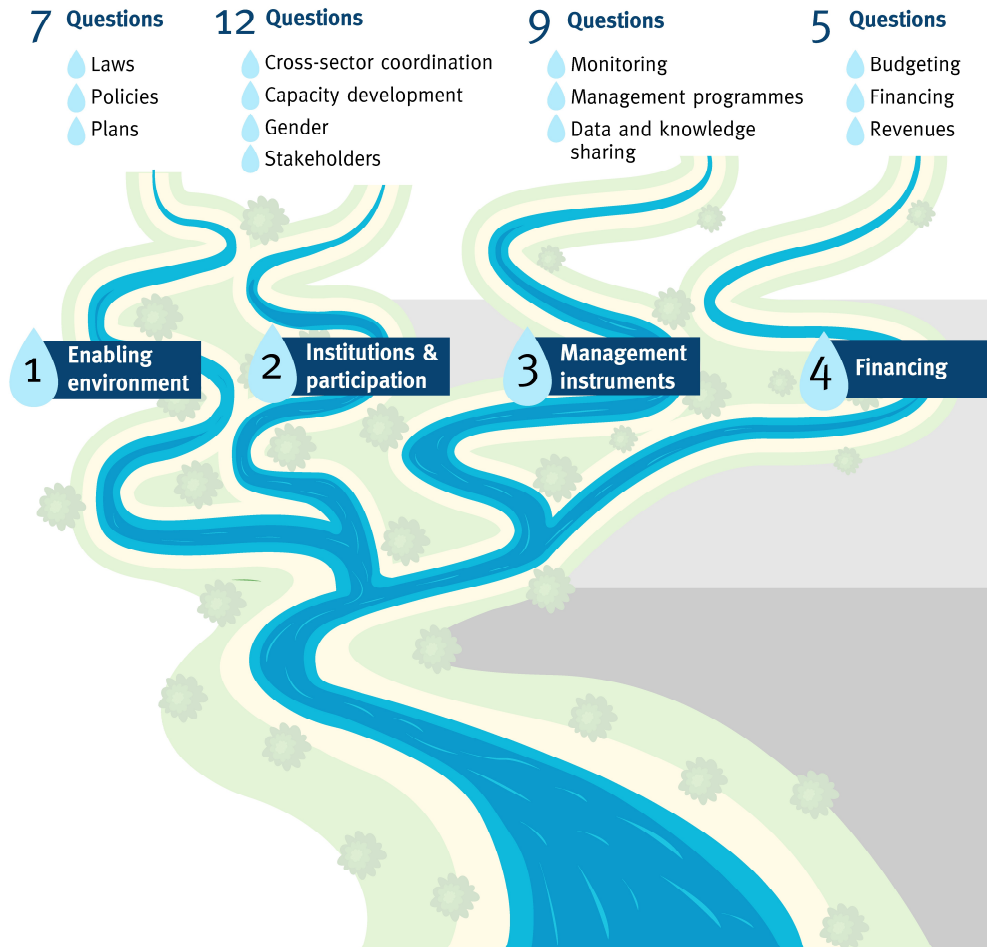 7 Questions
Laws
Policies
Plans
12 Questions
Cross-sector coordination
Capacity development
Gender
Stakeholders
9 Questions
Monitoring
Management programmes
Data and knowledge
sharing
5 Questions
Budgeting
Financing
Revenues
1 Enabling
environment
2 Institutions &
participation
3 Management
instruments
4 Financing